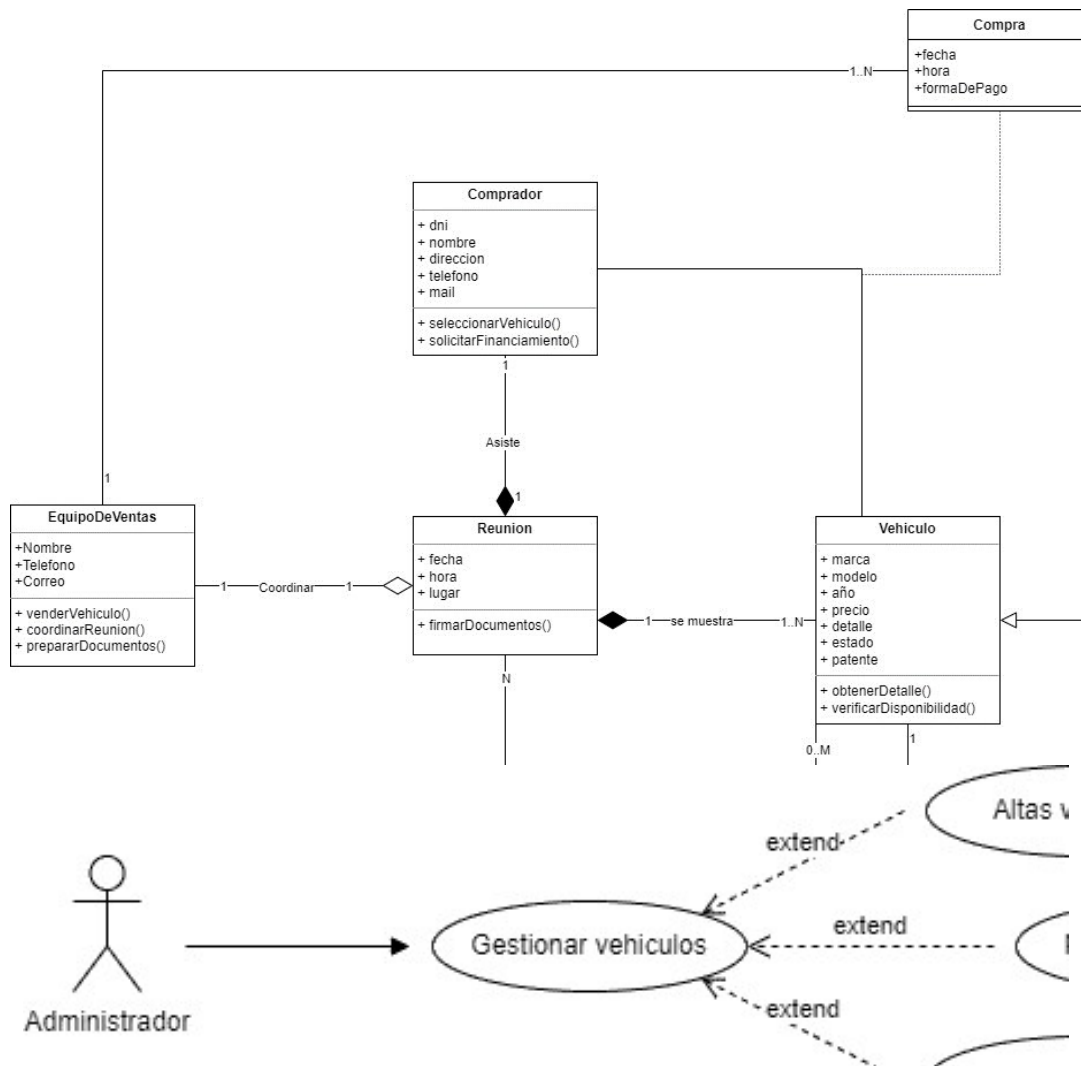 Compra
+fecha
+hora
+formaDePago
1..N
Comprador
+ dni
+ nombre
+ direccion
+ telefono
+ mail
+ seleccionarVehiculo()
+ solicitarFinanciamiento()
1
Asiste
1
1
EquipoDeVentas
+Nombre
+Telefono
+Correo
+ venderVehiculo()
+ coordinarReunion()
+ prepararDocumentos()
1
Coordinar
1
Reunion
+ fecha
+ hora
+ lugar
+ firmarDocumentos()
N
1
se muestra
1..N
Vehiculo
+ marca
+ modelo
+ año
+ precio
+ detalle
+ estado
+ patente
+ obtenerDetalle()
+ verificarDisponibilidad()
0..M
1
Altas
extend
extend
extend
Gestionar vehiculos
Administrador